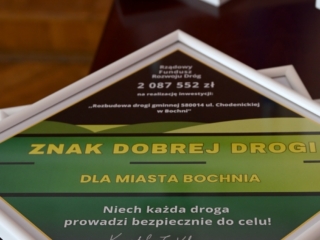 Rządowy
Fundusz
Rozwoju Dróg
2 087 552 zł
na realizację inwestycji:
„Rozbudowa drogi gminnej 580014 ul. Chodenickiej
w Bochni”
ZNAK DOBREJ DROGI
DLA MIASTA BOCHNIA
Niech każda droga
prowadzi bezpiecznie do celu!